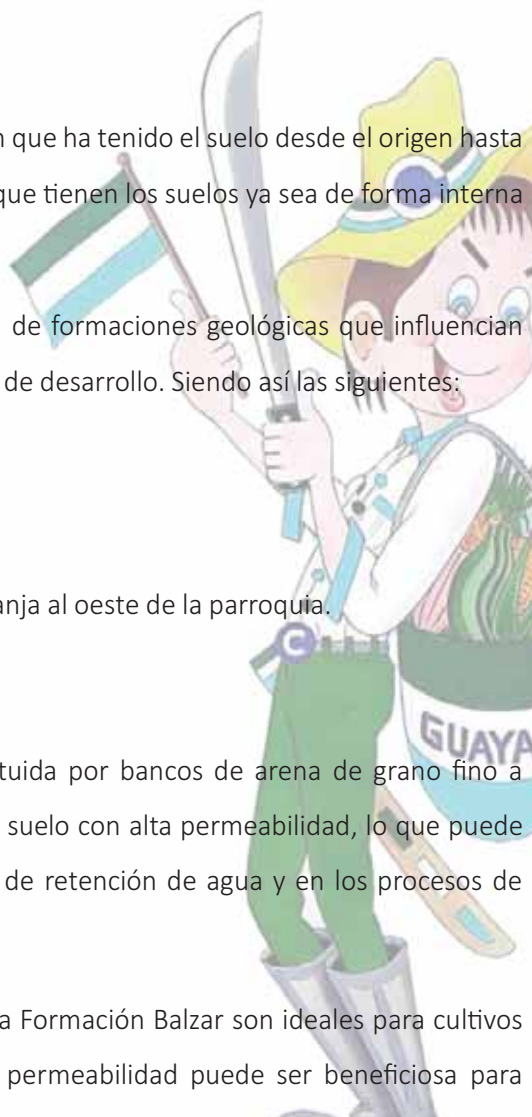 que ha tenido el suelo desde el origen hasta
que tienen los suelos ya sea de forma interna
de formaciones geológicas que influencian
de desarrollo. Siendo así las siguientes:
anja al oeste de la parroquia.
C
GUAYA
tuida por bancos de arena de grano fino a
suelo con alta permeabilidad, lo que puede
de retención de agua y en los procesos de
a Formación Balzar son ideales para cultivos
permeabilidad puede ser beneficiosa para